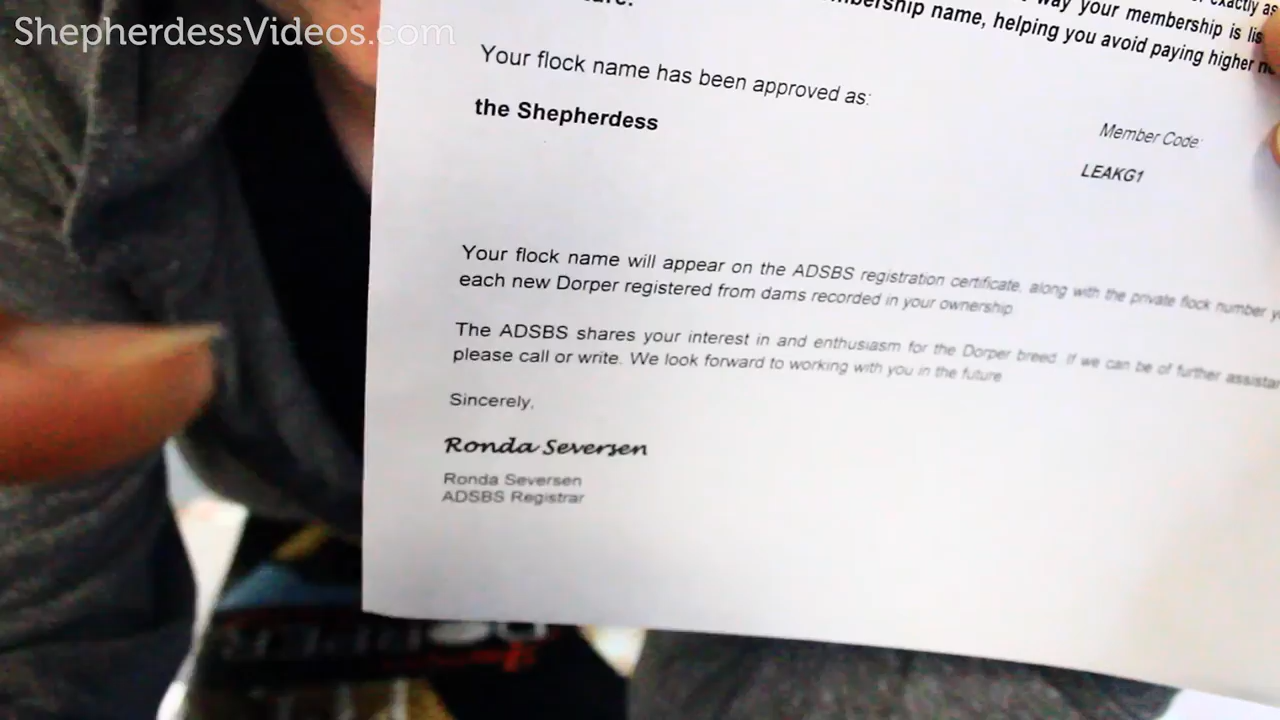 ShepherdessVideos.com
exactly as
way your membership is lis
membership name, helping you avoid paying higher
Your flock name has been approved as:
the Shepherdess
Member Code:
LEAKG1
Your flock name will appear on the ADSBS registration certificate, along with the private flock number
each new Dorper registered from dams recorded in your ownership.
The ADSBS shares your interest in and enthusiasm for the Dorper breed. If we can be of further assistan
please call or write. We look forward to working with you in the future.
Sincerely,
Ronda Seversen
Ronda Seversen
ADSBS Registrar